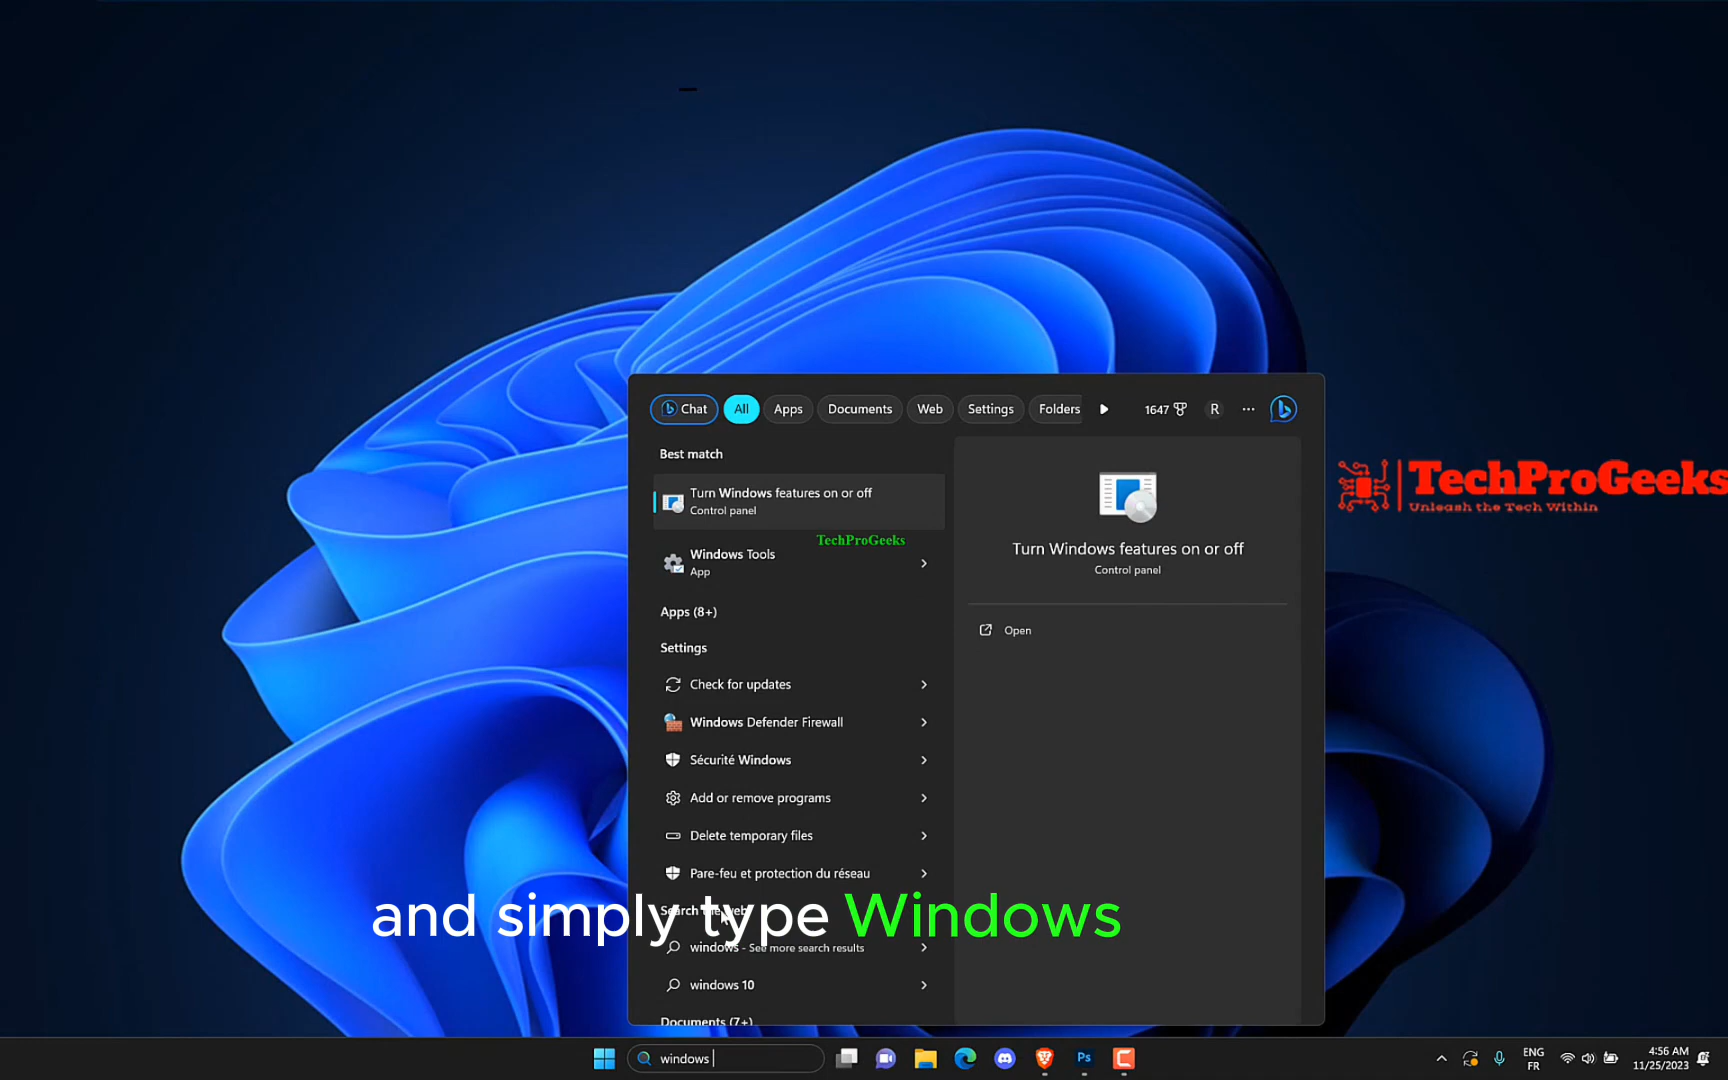 Chat All Apps Documents Web Settings Folders 1647 R
Best match
Turn Windows features on or off
Control panel
TechProGeeks
Windows Tools
App
Apps (8+)
Settings
Check for updates
Windows Defender Firewall
Sécurité Windows
Add or remove programs
Delete temporary files
Pare-feu et protection du réseau
Search the web
windows - See more search results
windows 10
Documents (7+)
Turn Windows features on or off
Control panel
Open
TechProGeeks
Unleash the Tech Within
and simply type Windows
windows
Ps
ENG
FR
4:56 AM
11/25/2023